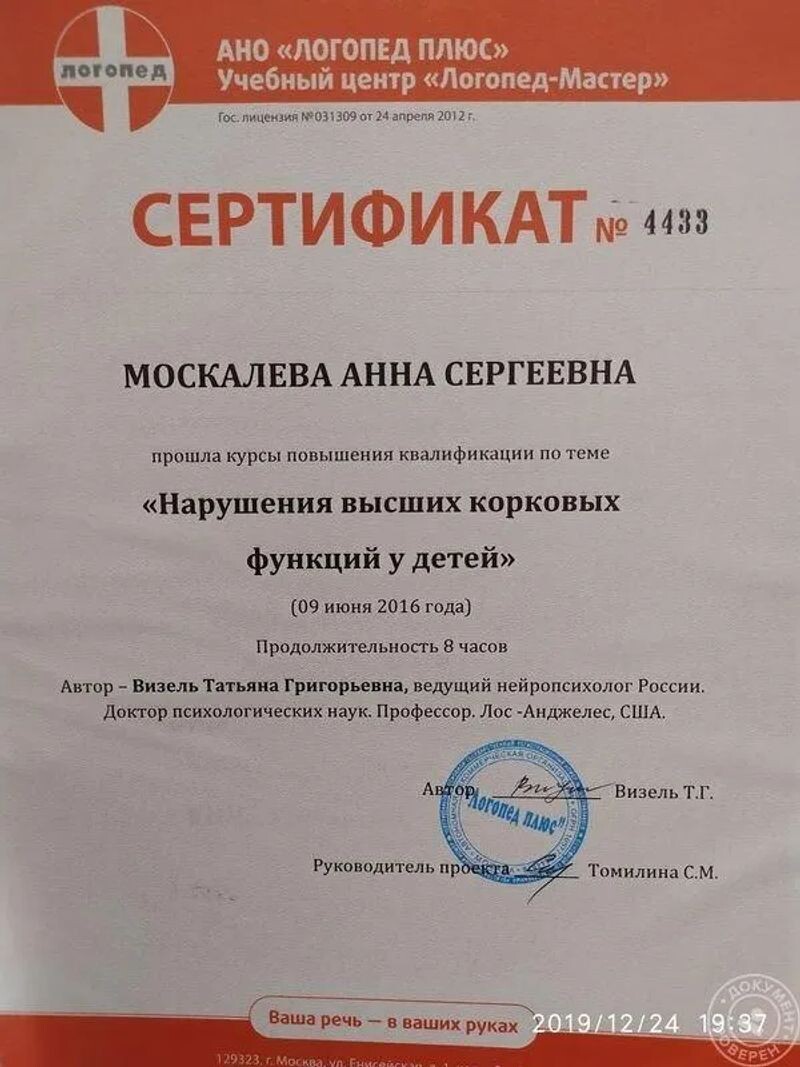 логопед
АНО «ЛОГОПЕД ПЛЮС»
Учебный центр «Логопед-Мастер»
Гос. лицензия №031309 от 24 апреля 2012 г.
СЕРТИФИКАТ № 4433
МОСКАЛЕВА АННА СЕРГЕЕВНА
прошла курсы повышения квалификации по теме
«Нарушения высших корковых
функций у детей»
(09 июня 2016 года)
Продолжительность 8 часов
Автор – Визель Татьяна Григорьевна, ведущий нейропсихолог России.
Доктор психологических наук. Профессор. Лос -Анджелес, США.
Автор Визель Т.Г.
"Логопед плюс"
Руководитель проекта Томилина С.М.
Ваша речь — в ваших руках
2019/12/24 19:37
ДОКУМЕНТ
129323, г. Москва, ул. Енисейская